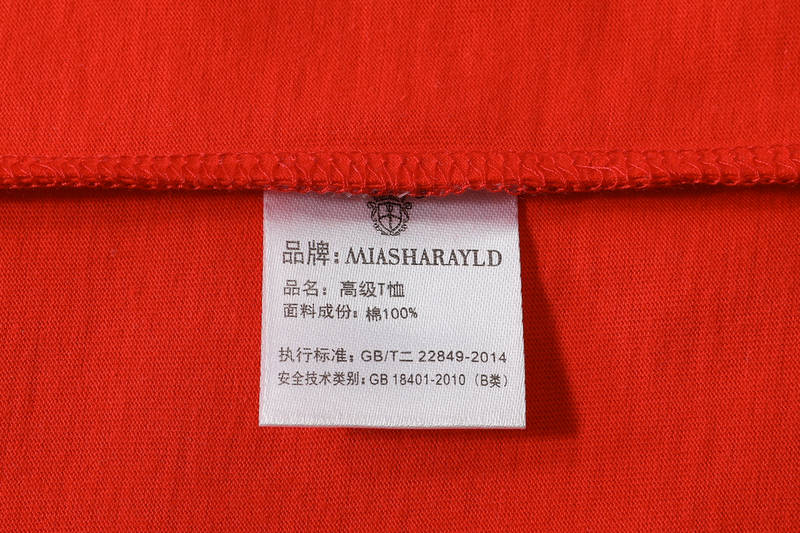 品牌: MIASHARAYLD
品名: 高级T恤
面料成份: 棉100%
执行标准: GB/T二 22849-2014
安全技术类别: GB 18401-2010 (B类)